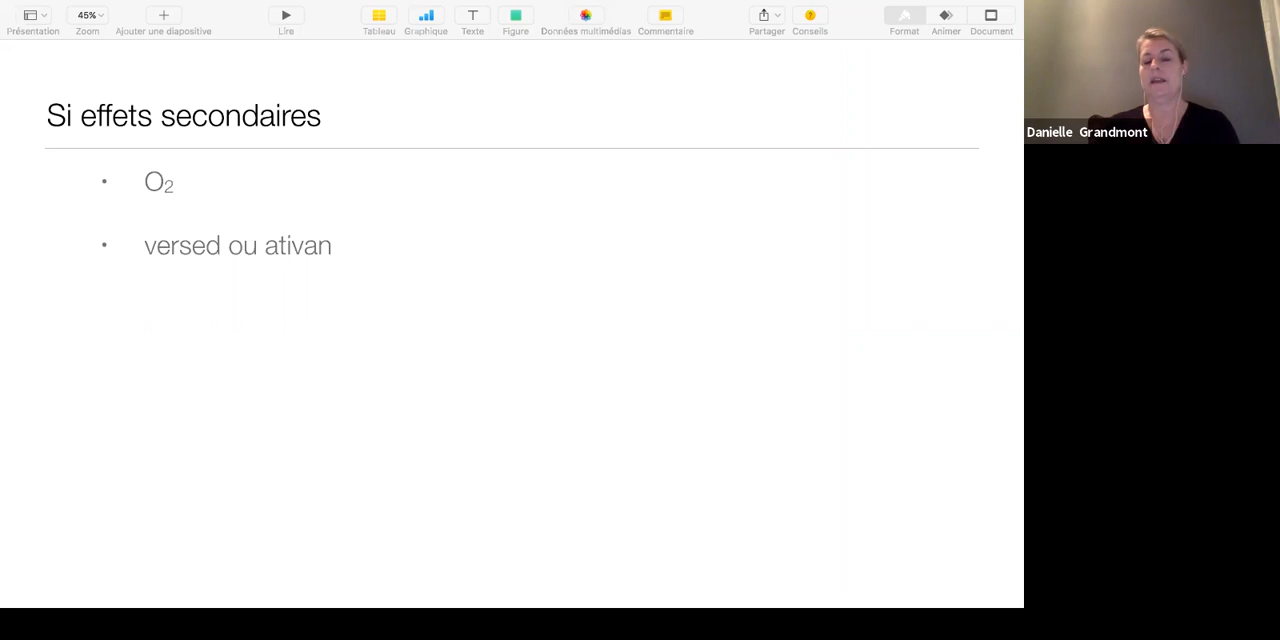 45%
Présentation Zoom Ajouter une diapositive Lire Tableau Graphique Texte Figure Données multimédias Commentaire Partager Conseils Format Animer Document
Danielle Grandmont
Si effets secondaires
• O₂
• versed ou ativan